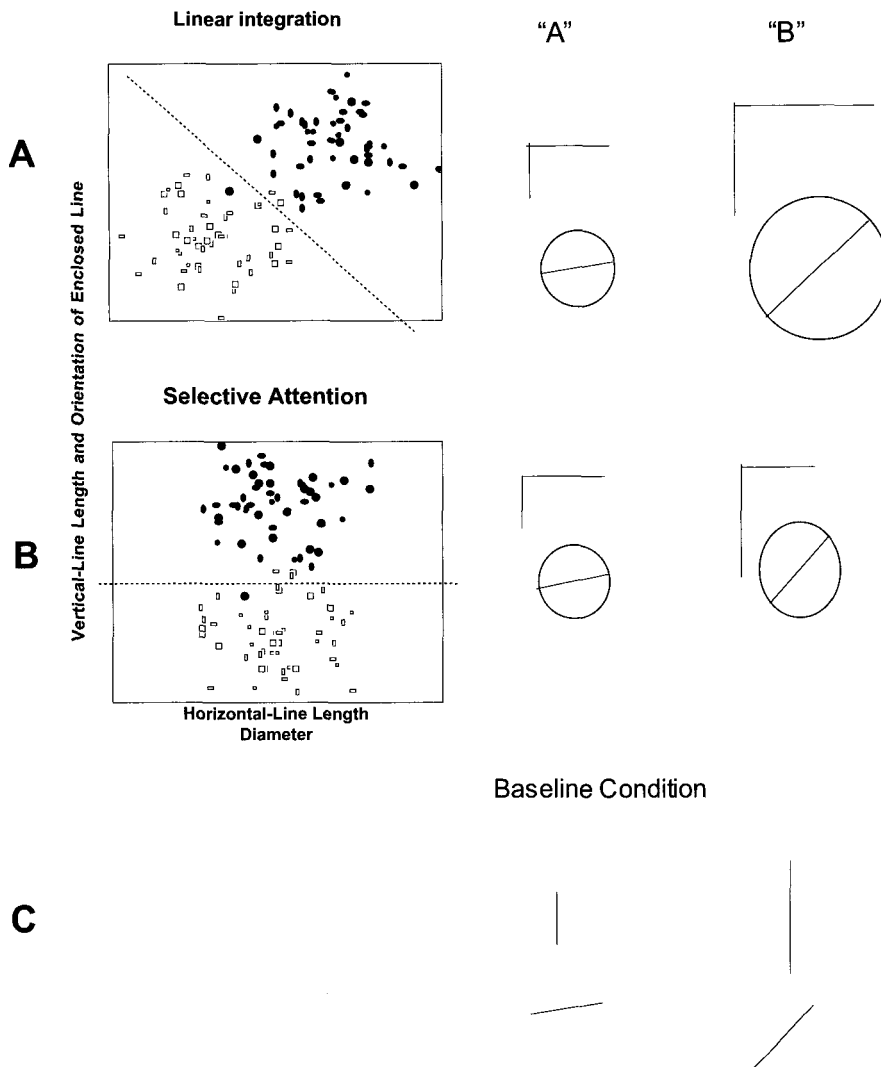 Linear integration
“A”
“B”
A
Vertical-Line Length and Orientation of Enclosed Line
Selective Attention
B
Horizontal-Line Length
Diameter
Baseline Condition
C